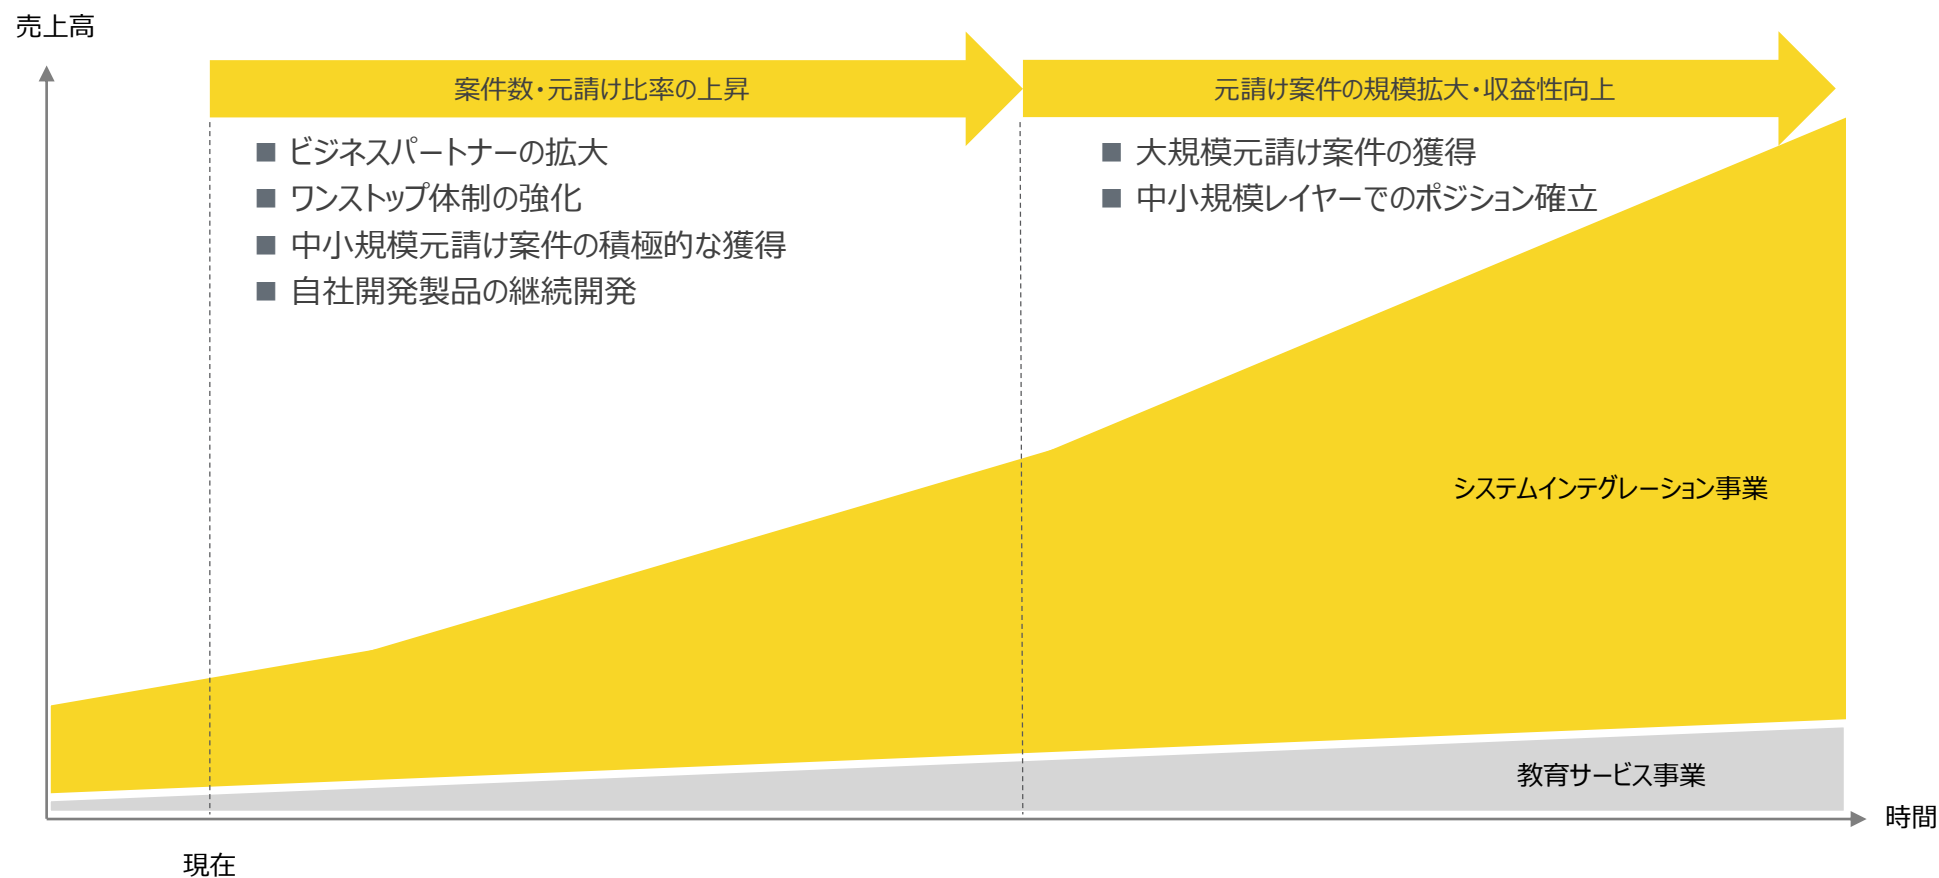 売上高
案件数・元請け比率の上昇
元請け案件の規模拡大・収益性向上
■ ビジネスパートナーの拡大
■ ワンストップ体制の強化
■ 中小規模元請け案件の積極的な獲得
■ 自社開発製品の継続開発
■ 大規模元請け案件の獲得
■ 中小規模レイヤーでのポジション確立
システムインテグレーション事業
教育サービス事業
時間
現在